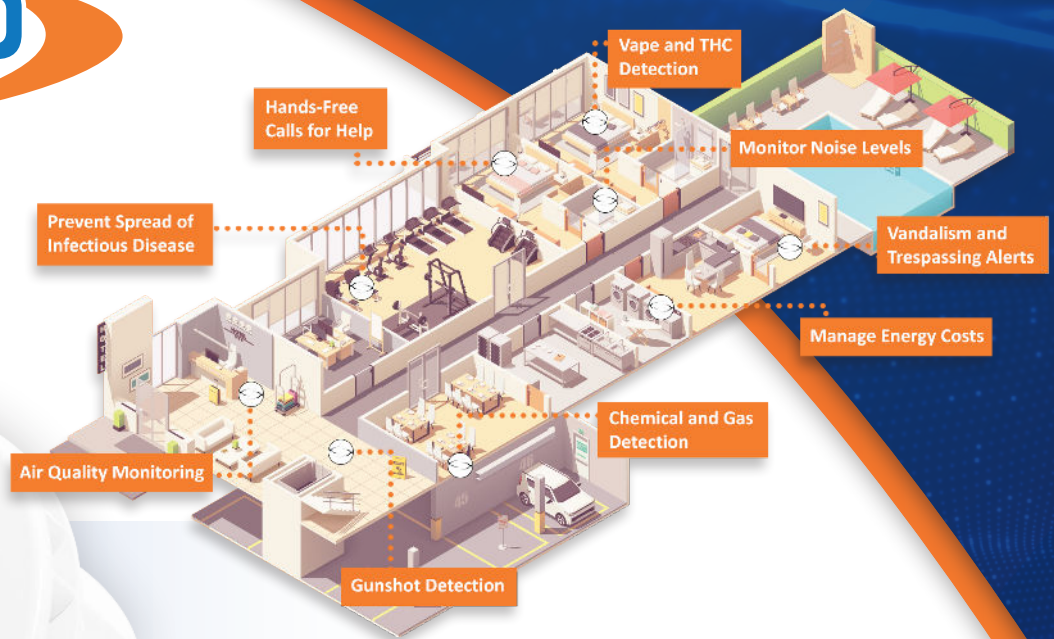 Vape and THC
Detection
Hands-Free
Calls for Help
Monitor Noise Levels
Prevent Spread of
Infectious Disease
Vandalism and
Trespassing Alerts
Manage Energy Costs
Chemical and Gas
Detection
Air Quality Monitoring
Gunshot Detection